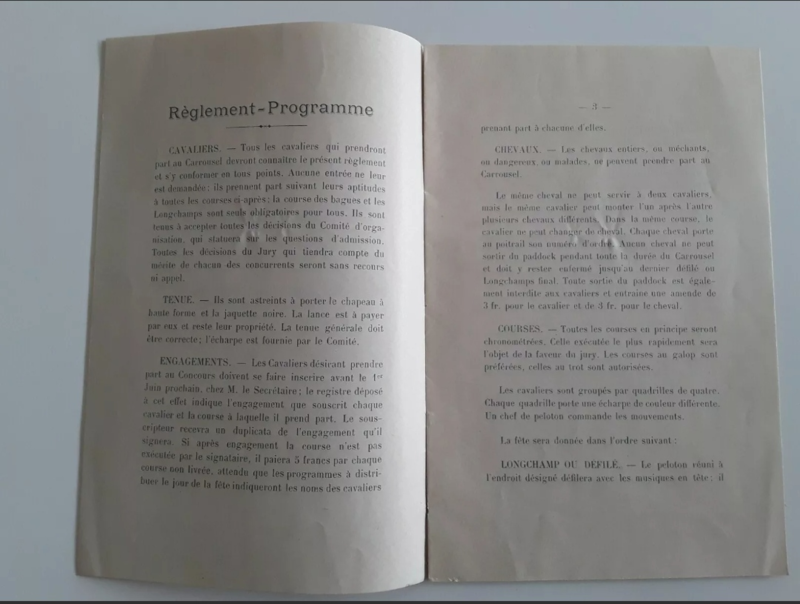 Règlement-Programme
CAVALIERS. — Tous les cavaliers qui prendront
part au Carrousel devront connaître le présent règlement
et s'y conformer en tous points. Aucune entrée ne leur
est demandée ; ils prennent part suivant leurs aptitudes
à toutes les courses ci-après ; la course des bagues et les
Longchamps sont seuls obligatoires pour tous. Ils sont
tenus à accepter toutes les décisions du Comité d'orga-
nisation, qui statuera sur les questions d'admission.
Toutes les décisions du Jury qui tiendra compte du
mérite de chacun des concurrents seront sans recours
ni appel.
TENUE. — Ils sont astreints à porter le chapeau à
haute forme et la jaquette noire. La lance est à payer
par eux et reste leur propriété. La tenue générale doit
être correcte ; l'écharpe est fournie par le Comité.
ENGAGEMENTS. — Les Cavaliers désirant prendre
part au Concours doivent se faire inscrire avant le 1er
Juin prochain, chez M. le Secrétaire ; le registre déposé
à cet effet indique l'engagement que souscrit chaque
cavalier et la course à laquelle il prend part. Le sous-
cripteur recevra un duplicata de l'engagement qu'il
signera. Si après engagement la course n'est pas
exécutée par le signataire, il paiera 5 francs par chaque
course non livrée, attendu que les programmes à distri-
buer le jour de la fête indiqueront les noms des cavaliers
— 3 —
prenant part à chacune d'elles.
CHEVAUX. — Les chevaux entiers, ou méchants,
ou dangereux, ou malades, ne peuvent prendre part au
Carrousel.
Le même cheval ne peut servir à deux cavaliers,
mais le même cavalier peut monter l'un après l'autre
plusieurs chevaux différents. Dans la même course, le
cavalier ne peut changer de cheval. Chaque cheval porte
au poitrail son numéro d'ordre. Aucun cheval ne peut
sortir du paddock pendant toute la durée du Carrousel
et doit y rester enfermé jusqu'au dernier défilé ou
Longchamps final. Toute sortie du paddock est égale-
ment interdite aux cavaliers et entraine une amende de
3 fr. pour le cavalier et de 3 fr. pour le cheval.
COURSES. — Toutes les courses en principe seront
chronométrées. Celle exécutée le plus rapidement sera
l'objet de la faveur du jury. Les courses au galop sont
préférées, celles au trot sont autorisées.
Les cavaliers sont groupés par quadrilles de quatre.
Chaque quadrille porte une écharpe de couleur différente.
Un chef de peloton commande les mouvements.
La fête sera donnée dans l'ordre suivant :
LONGCHAMP OU DÉFILÉ. — Le peloton réuni à
l'endroit désigné défilera avec les musiques en tête ; il